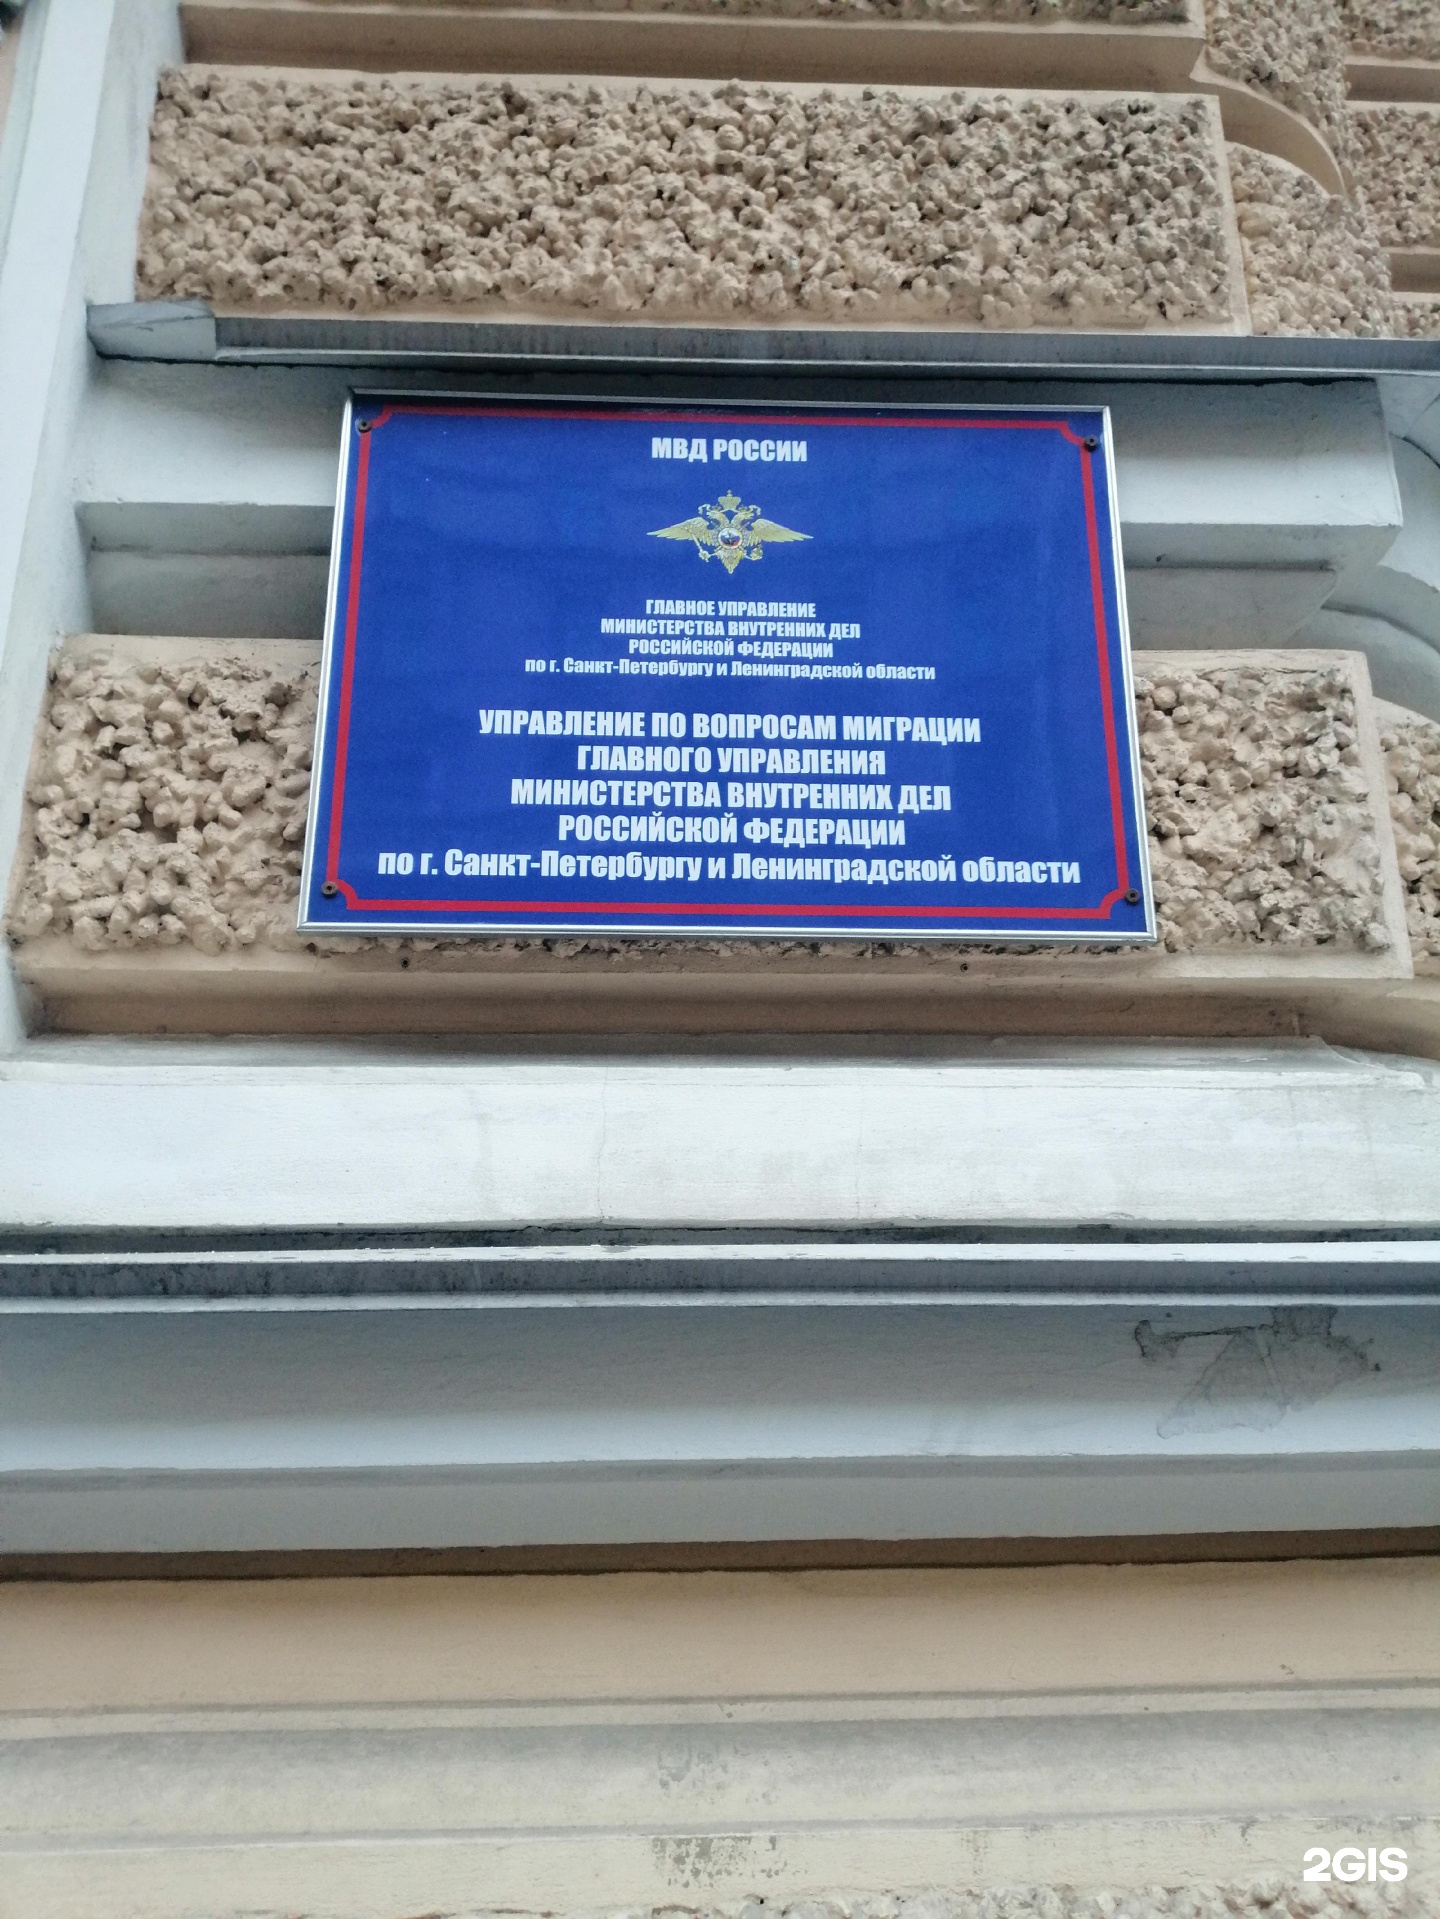 МВД РОССИИ
ГЛАВНОЕ УПРАВЛЕНИЕ
МИНИСТЕРСТВА ВНУТРЕННИХ ДЕЛ
РОССИЙСКОЙ ФЕДЕРАЦИИ
по г. Санкт-Петербургу и Ленинградской области
УПРАВЛЕНИЕ ПО ВОПРОСАМ МИГРАЦИИ
ГЛАВНОГО УПРАВЛЕНИЯ
МИНИСТЕРСТВА ВНУТРЕННИХ ДЕЛ
РОССИЙСКОЙ ФЕДЕРАЦИИ
по г. Санкт-Петербургу и Ленинградской области
2GIS